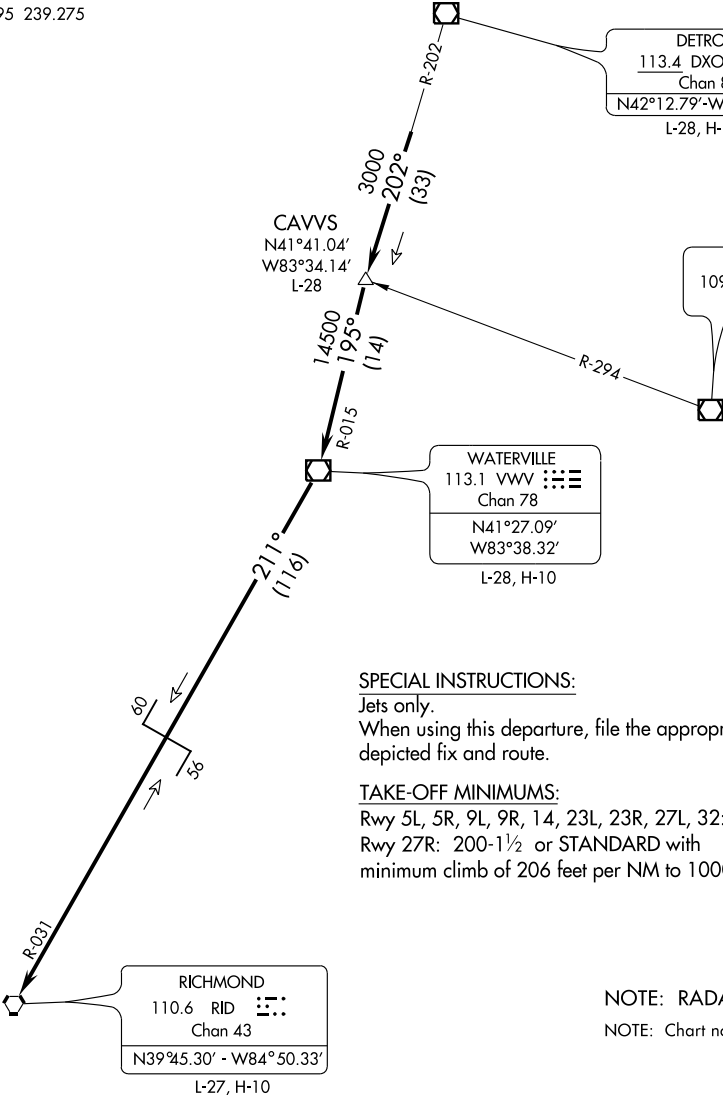 95 239.275
DETRO
113.4 DXO
Chan 8
N42°12.79'-W
L-28, H-
R-202
3000
202°
(33)
CAVVS
N41°41.04'
W83°34.14'
L-28
109
14500
195°
(14)
R-294
R-015
WATERVILLE
113.1 VWV
Chan 78
N41°27.09'
W83°38.32'
L-28, H-10
211°
(116)
60
56
SPECIAL INSTRUCTIONS:
Jets only.
When using this departure, file the appropr
depicted fix and route.
TAKE-OFF MINIMUMS:
Rwy 5L, 5R, 9L, 9R, 14, 23L, 23R, 27L, 32:
Rwy 27R: 200-1½ or STANDARD with
minimum climb of 206 feet per NM to 1000
R-031
RICHMOND
110.6 RID
Chan 43
N39°45.30' - W84°50.33'
L-27, H-10
NOTE: RADA
NOTE: Chart no